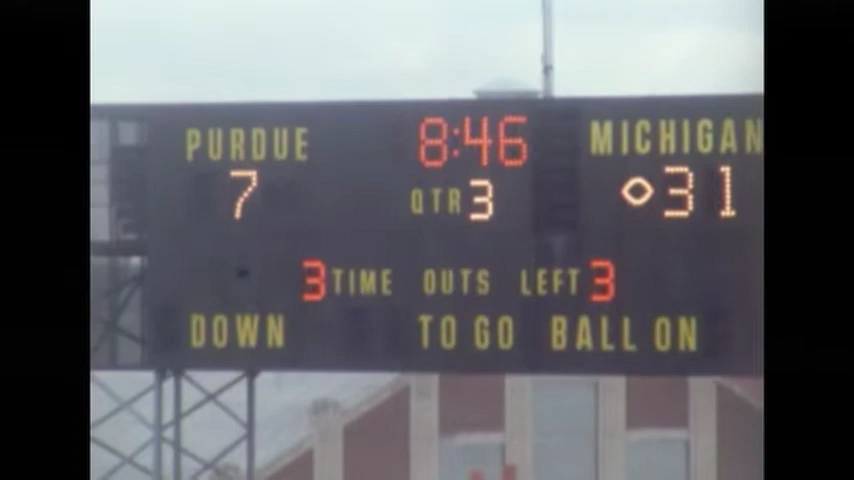 PURDUE 8:46 MICHIGAN
7 QTR 3 31
3 TIME OUTS LEFT 3
DOWN TO GO BALL ON